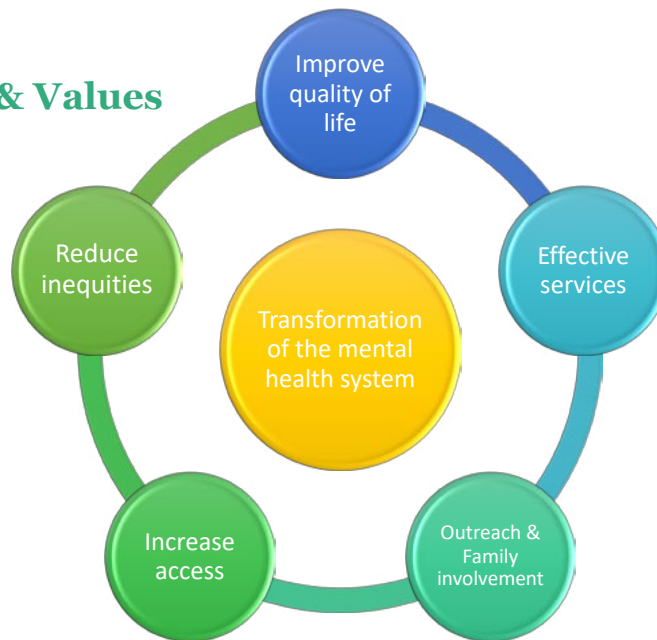 & Values
Improve
quality of
life
Effective
services
Outreach &
Family
involvement
Increase
access
Reduce
inequities
Transformation
of the mental
health system